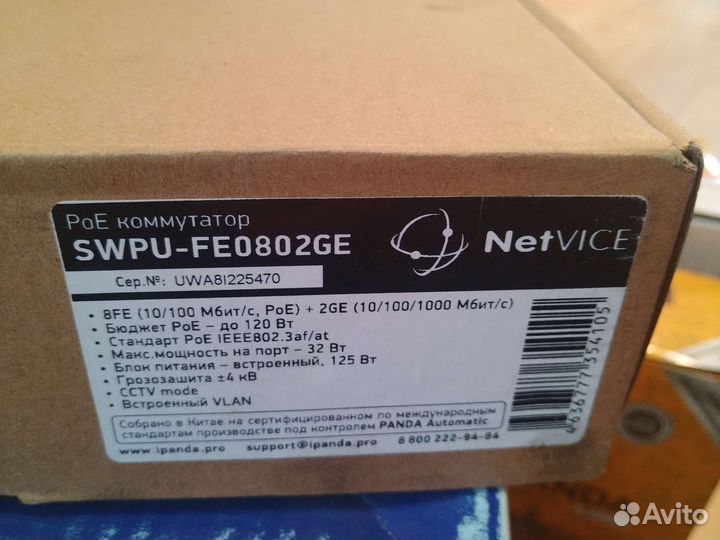 PoE коммутатор
SWPU-FE0802GE
NetVICE
Сер.№: UWA8I225470
• 8FE (10/100 Мбит/с, PoE) + 2GE (10/100/1000 Мбит/с)
• Бюджет PoE – до 120 Вт
• Стандарт PoE IEEE802.3af/at
• Макс.мощность на порт – 32 Вт
• Блок питания – встроенный, 125 Вт
• Грозозашита ±4 кВ
• CCTV mode
• Встроенный VLAN
4636777354105
Собрано в Китае на сертифицированном по международным
стандартам производстве под контролем PANDA Automatic
www.ipanda.pro support@ipanda.pro 8 800 222-94-84
Avito